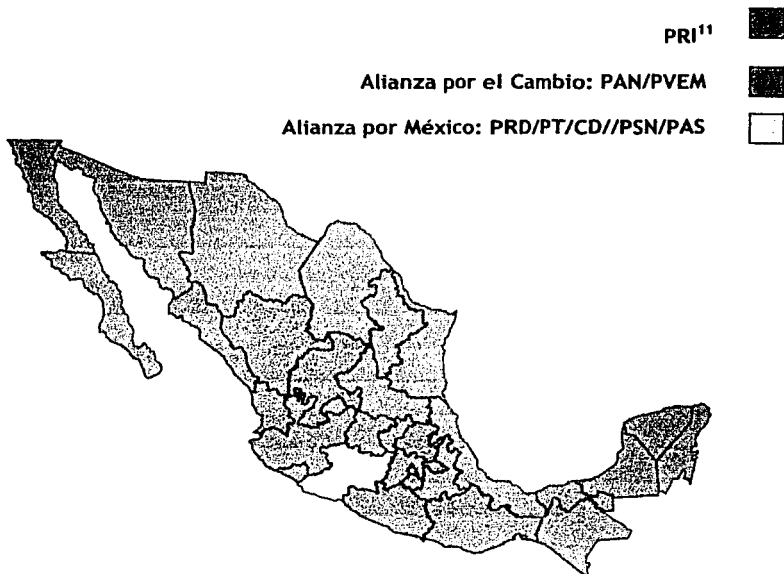 PRI¹¹
Alianza por el Cambio: PAN/PVEM
Alianza por México: PRD/PT/CD//PSN/PAS